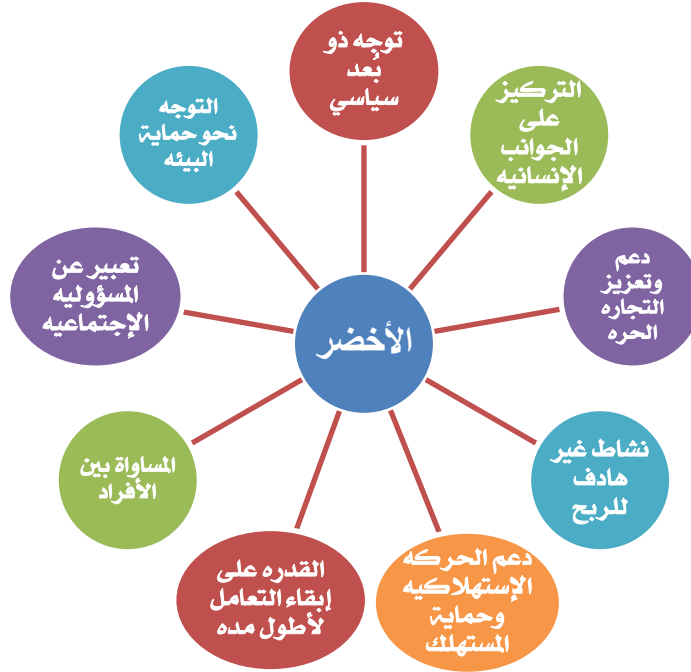 توجه ذو
بُعد
سياسي
التركيز
على
الجوانب
الإنسانيه
دعم
وتعزيز
التجاره
الحره
نشاط غير
هادف
للربح
دعم الحركه
الإستهلاكيه
وحماية
المستهلك
القدره على
إبقاء التعامل
لأطول مده
المساواة بين
الأفراد
تعبير عن
المسؤوليه
الإجتماعيه
التوجه
نحو حماية
البيئه
الأخضر